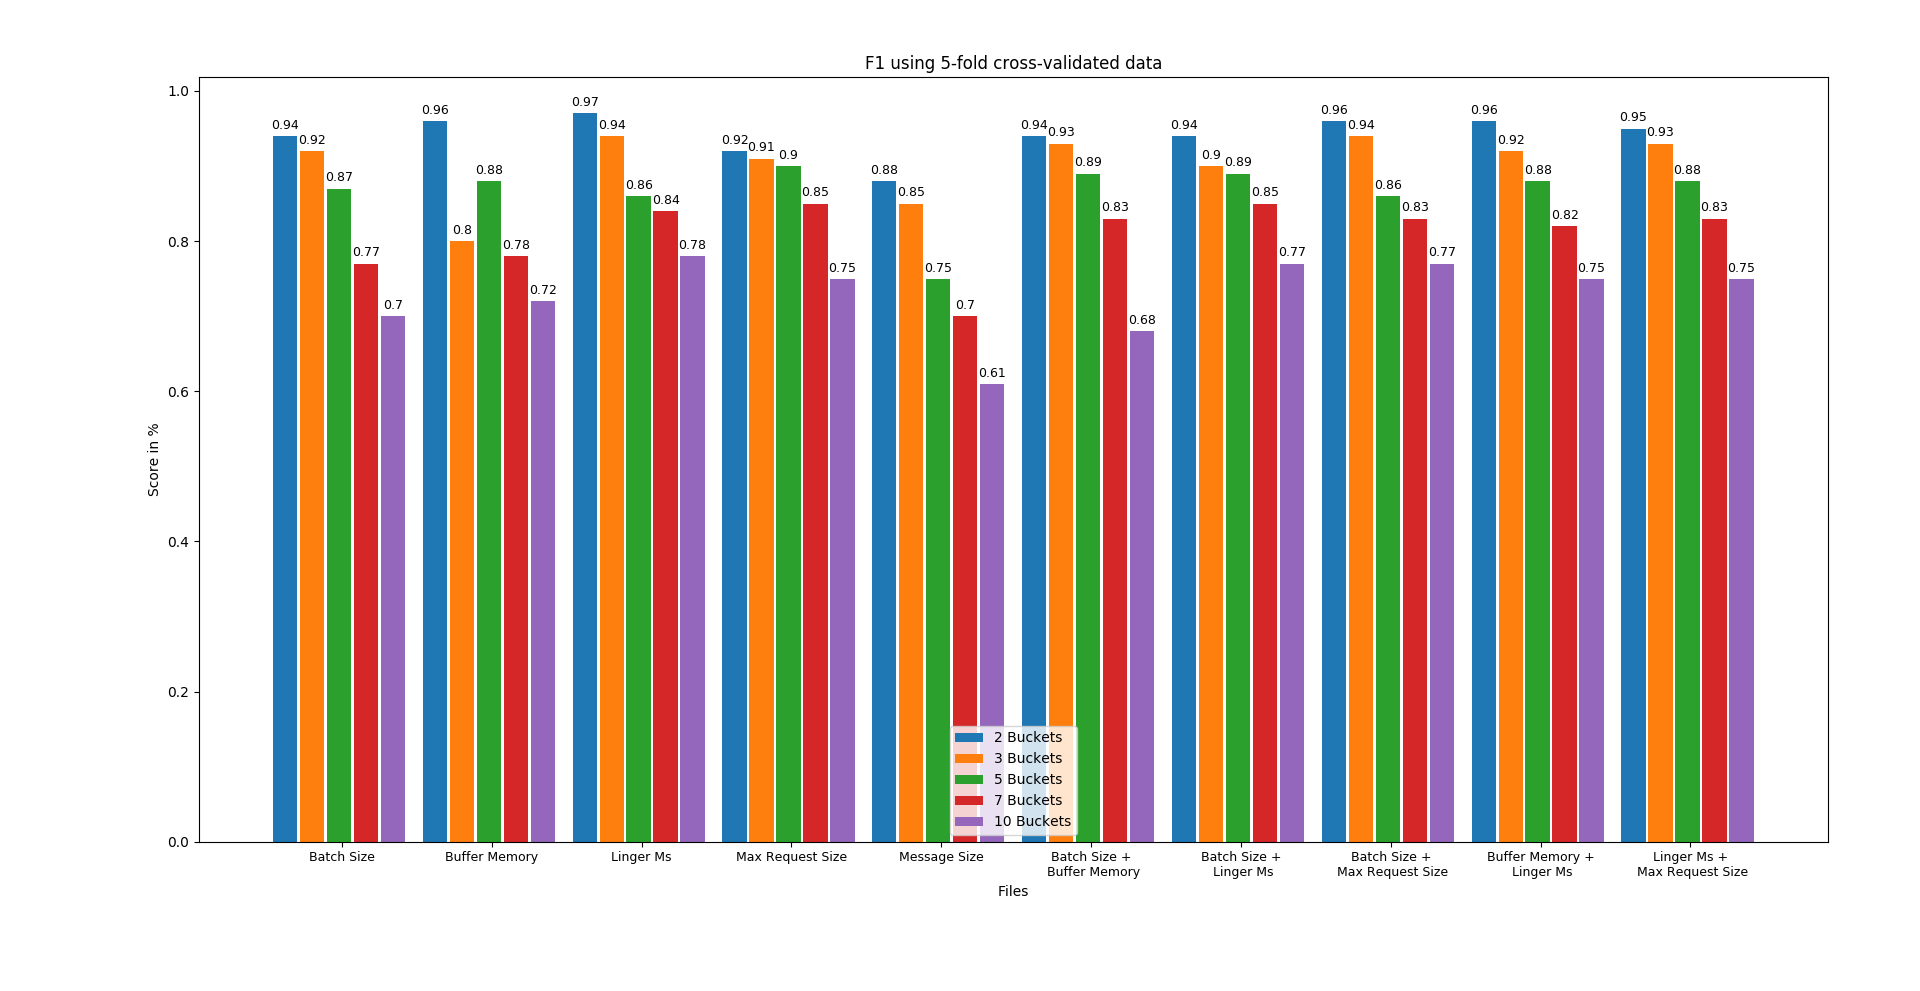 F1 using 5-fold cross-validated data
1.0
0.8
0.6
0.4
0.2
0.0
Score in %
0.94
0.92
0.87
0.77
0.7
0.96
0.8
0.88
0.78
0.72
0.97
0.94
0.86
0.84
0.78
0.92
0.91
0.9
0.85
0.75
0.88
0.85
0.75
0.7
0.61
0.94
0.93
0.89
0.83
0.68
0.94
0.9
0.89
0.85
0.77
0.96
0.94
0.86
0.83
0.77
0.96
0.92
0.88
0.82
0.75
0.95
0.93
0.88
0.83
0.75
2 Buckets
3 Buckets
5 Buckets
7 Buckets
10 Buckets
Batch Size
Buffer Memory
Linger Ms
Max Request Size
Message Size
Batch Size +
Buffer Memory
Batch Size +
Linger Ms
Batch Size +
Max Request Size
Buffer Memory +
Linger Ms
Linger Ms +
Max Request Size
Files